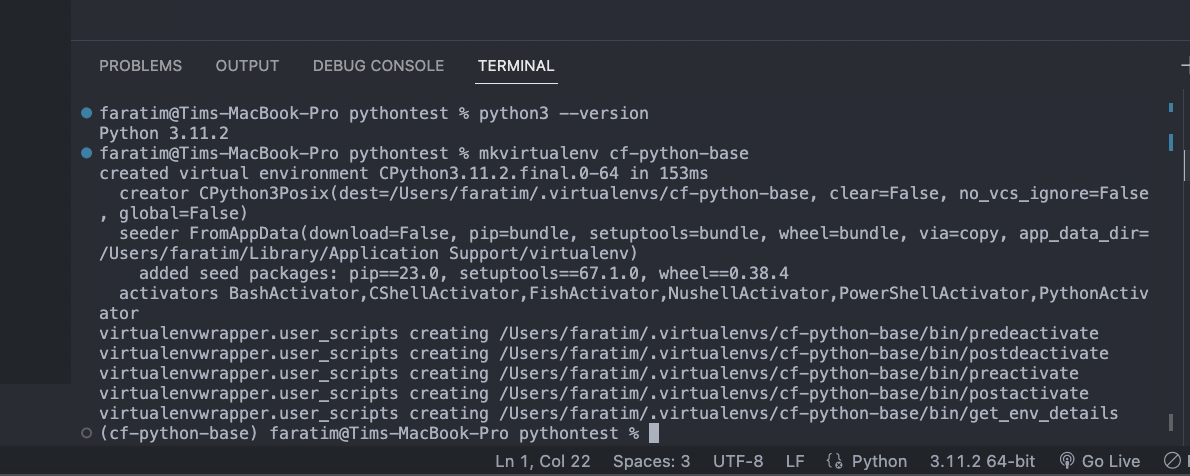 PROBLEMS OUTPUT DEBUG CONSOLE TERMINAL
faratim@Tims-MacBook-Pro pythontest % python3 --version
Python 3.11.2
faratim@Tims-MacBook-Pro pythontest % mkvirtualenv cf-python-base
created virtual environment CPython3.11.2.final.0-64 in 153ms
  creator CPython3Posix(dest=/Users/faratim/.virtualenvs/cf-python-base, clear=False, no_vcs_ignore=False
, global=False)
  seeder FromAppData(download=False, pip=bundle, setuptools=bundle, wheel=bundle, via=copy, app_data_dir=
/Users/faratim/Library/Application Support/virtualenv)
    added seed packages: pip==23.0, setuptools==67.1.0, wheel==0.38.4
  activators BashActivator,CShellActivator,FishActivator,NushellActivator,PowerShellActivator,PythonActiv
ator
virtualenvwrapper.user_scripts creating /Users/faratim/.virtualenvs/cf-python-base/bin/predeactivate
virtualenvwrapper.user_scripts creating /Users/faratim/.virtualenvs/cf-python-base/bin/postdeactivate
virtualenvwrapper.user_scripts creating /Users/faratim/.virtualenvs/cf-python-base/bin/preactivate
virtualenvwrapper.user_scripts creating /Users/faratim/.virtualenvs/cf-python-base/bin/postactivate
virtualenvwrapper.user_scripts creating /Users/faratim/.virtualenvs/cf-python-base/bin/get_env_details
(cf-python-base) faratim@Tims-MacBook-Pro pythontest %
Ln 1, Col 22 Spaces: 3 UTF-8 LF Python 3.11.2 64-bit Go Live